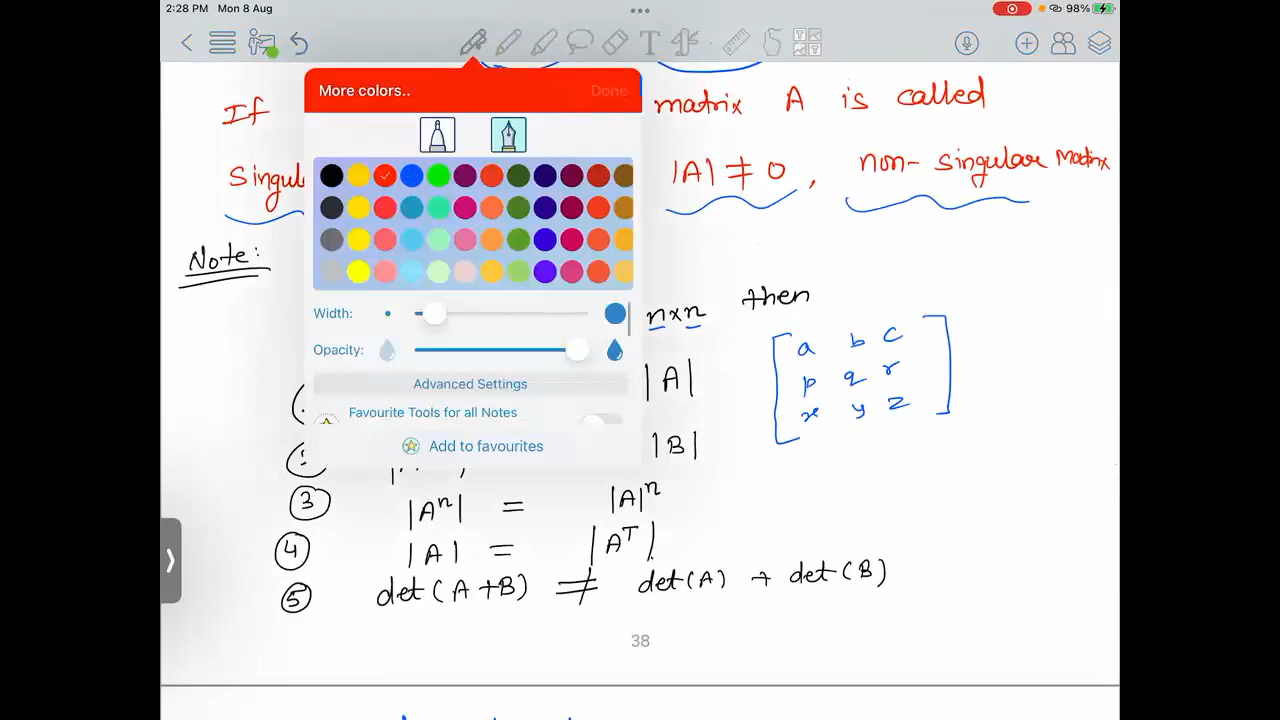 2:28 PM Mon 8 Aug
98%
More colors..
Done
If matrix A is called
Singul |A| ≠ 0, non-singular Matrix
Note:
Width:
n×n then
Opacity:
a b c
p q r
x y z
Advanced Settings
|A|
Favourite Tools for all Notes
Add to favourites
|B|
③ |Aⁿ| = |A|ⁿ
④ |A| = |Aᵀ|
⑤ det(A+B) ≠ det(A) + det(B)
38